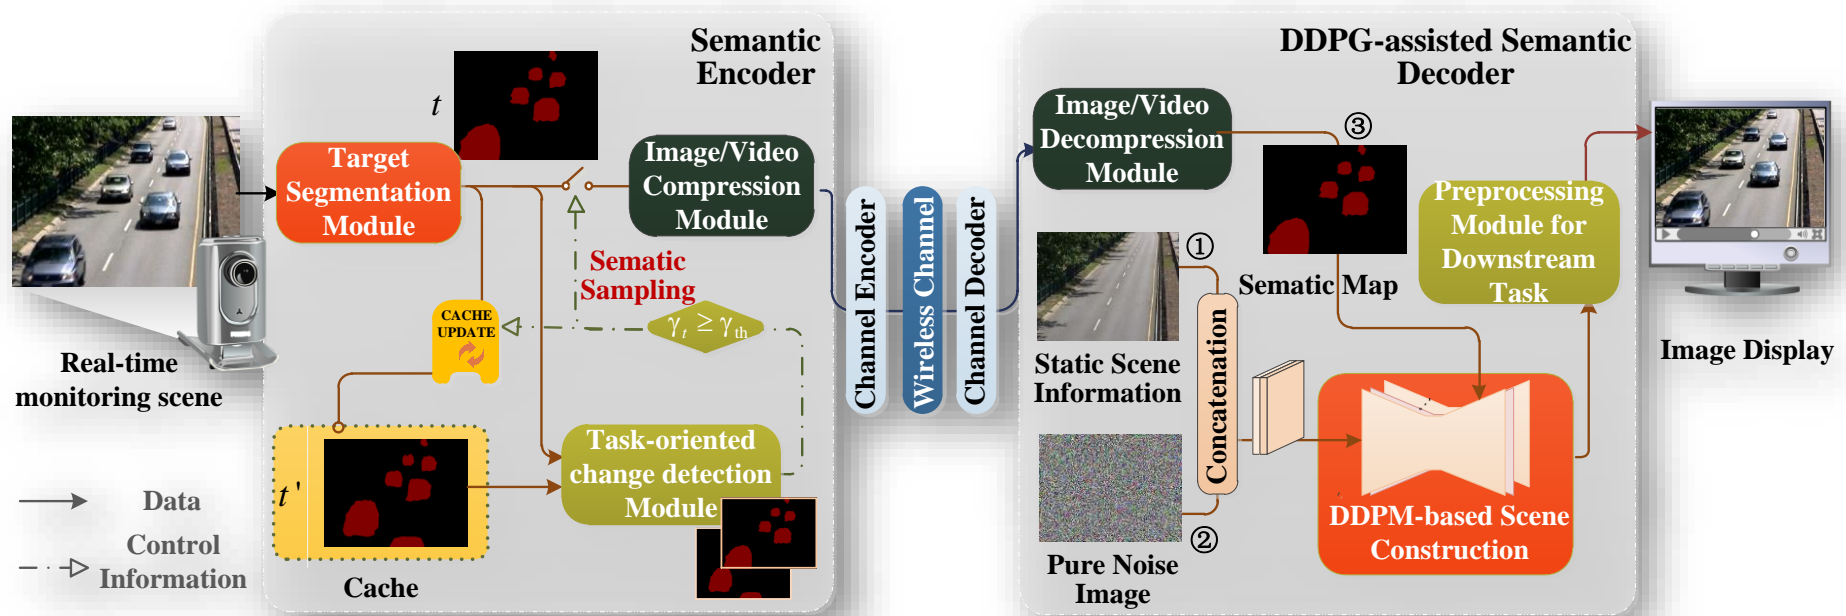 Semantic
Encoder
t
Target
Segmentation
Module
Image/Video
Compression
Module
Sematic
Sampling
CACHE
UPDATE
γt ≥ γth
Real-time
monitoring scene
t'
Cache
Task-oriented
change detection
Module
Data
Control
Information
Channel Encoder
Wireless Channel
Channel Decoder
DDPG-assisted Semantic
Decoder
Image/Video
Decompression
Module
③
Sematic Map
①
Static Scene
Information
②
Pure Noise
Image
Concatenation
DDPM-based Scene
Construction
Preprocessing
Module for
Downstream
Task
Image Display